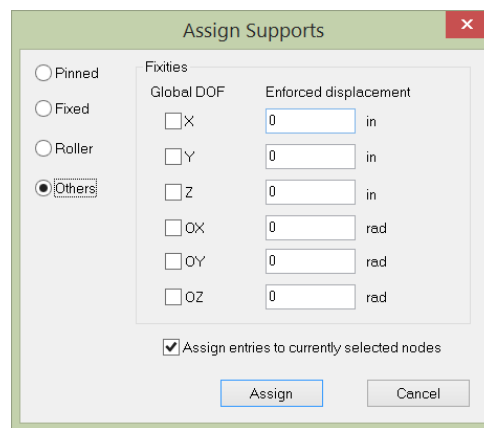 Assign Supports
Pinned
Fixed
Roller
Others
Fixities
Global DOF Enforced displacement
X 0 in
Y 0 in
Z 0 in
OX 0 rad
OY 0 rad
OZ 0 rad
Assign entries to currently selected nodes
Assign Cancel